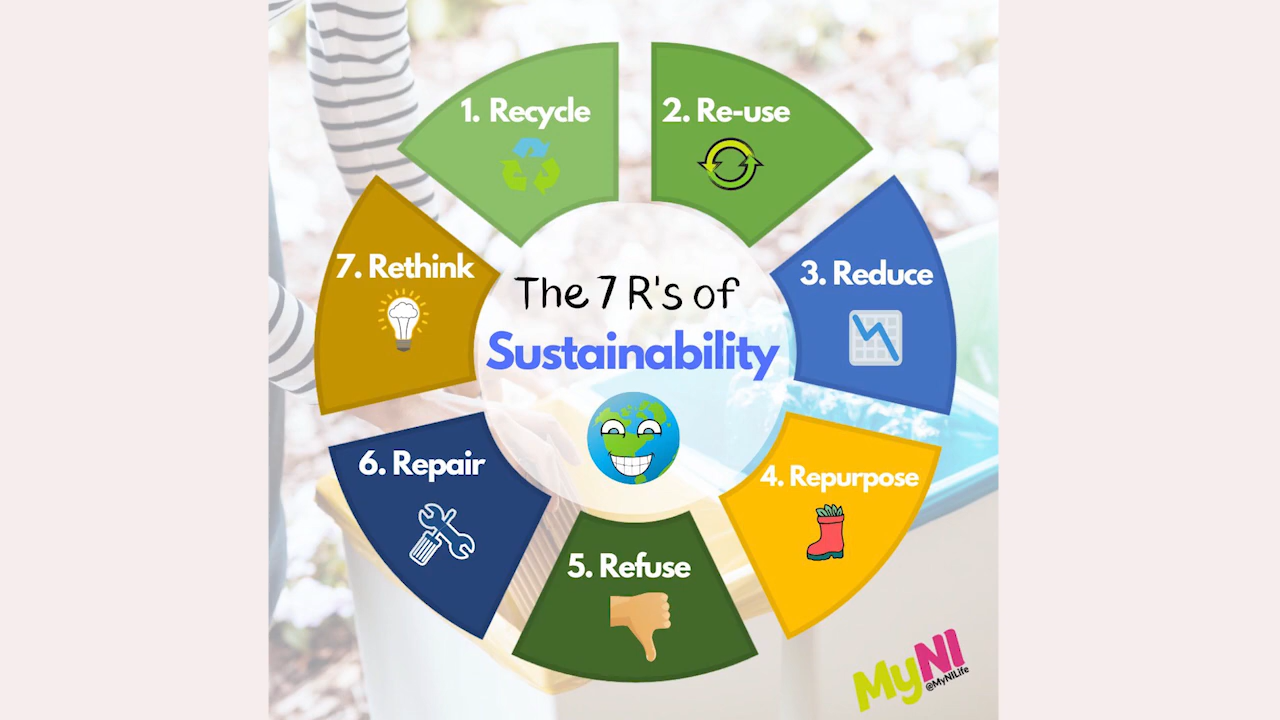 The 7 R's of
Sustainability
1. Recycle
2. Re-use
3. Reduce
4. Repurpose
5. Refuse
6. Repair
7. Rethink
MyNI
@MyNILife